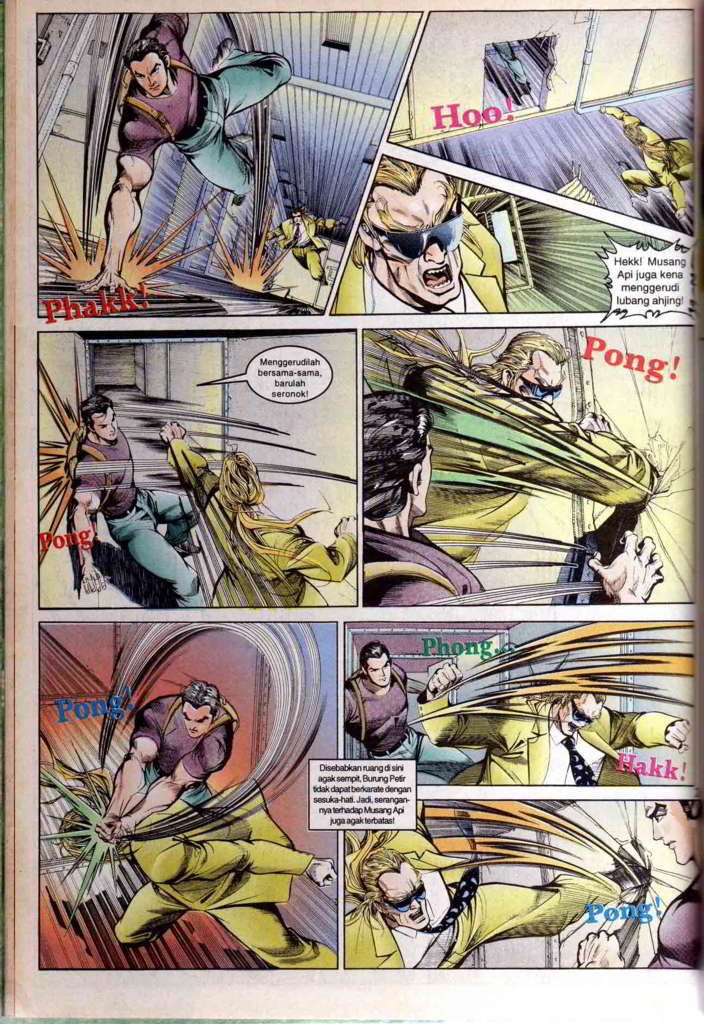 Hoo!
Phakk!
Hekk! Musang
Api juga kena
menggerudi
lubang ahjing!
Menggerudilah
bersama-sama,
barulah
seronok!
Pong!
Pong!
Pong!
Phong...
Hakk!
Disebabkan ruang di sini
agak sempit, Burung Petir
tidak dapat berkarate dengan
sesuka-hati. Jadi, serangan-
nya terhadap Musang Api
juga agak terbatas!
Pong!